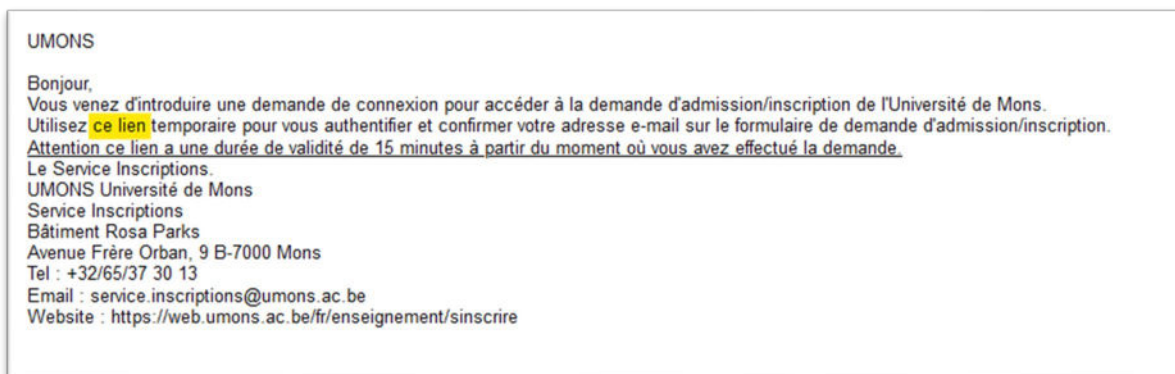 UMONS
Bonjour,
Vous venez d'introduire une demande de connexion pour accéder à la demande d'admission/inscription de l'Université de Mons.
Utilisez ce lien temporaire pour vous authentifier et confirmer votre adresse e-mail sur le formulaire de demande d'admission/inscription.
Attention ce lien a une durée de validité de 15 minutes à partir du moment où vous avez effectué la demande.
Le Service Inscriptions.
UMONS Université de Mons
Service Inscriptions
Bâtiment Rosa Parks
Avenue Frère Orban, 9 B-7000 Mons
Tel : +32/65/37 30 13
Email : service.inscriptions@umons.ac.be
Website : https://web.umons.ac.be/fr/enseignement/sinscrire